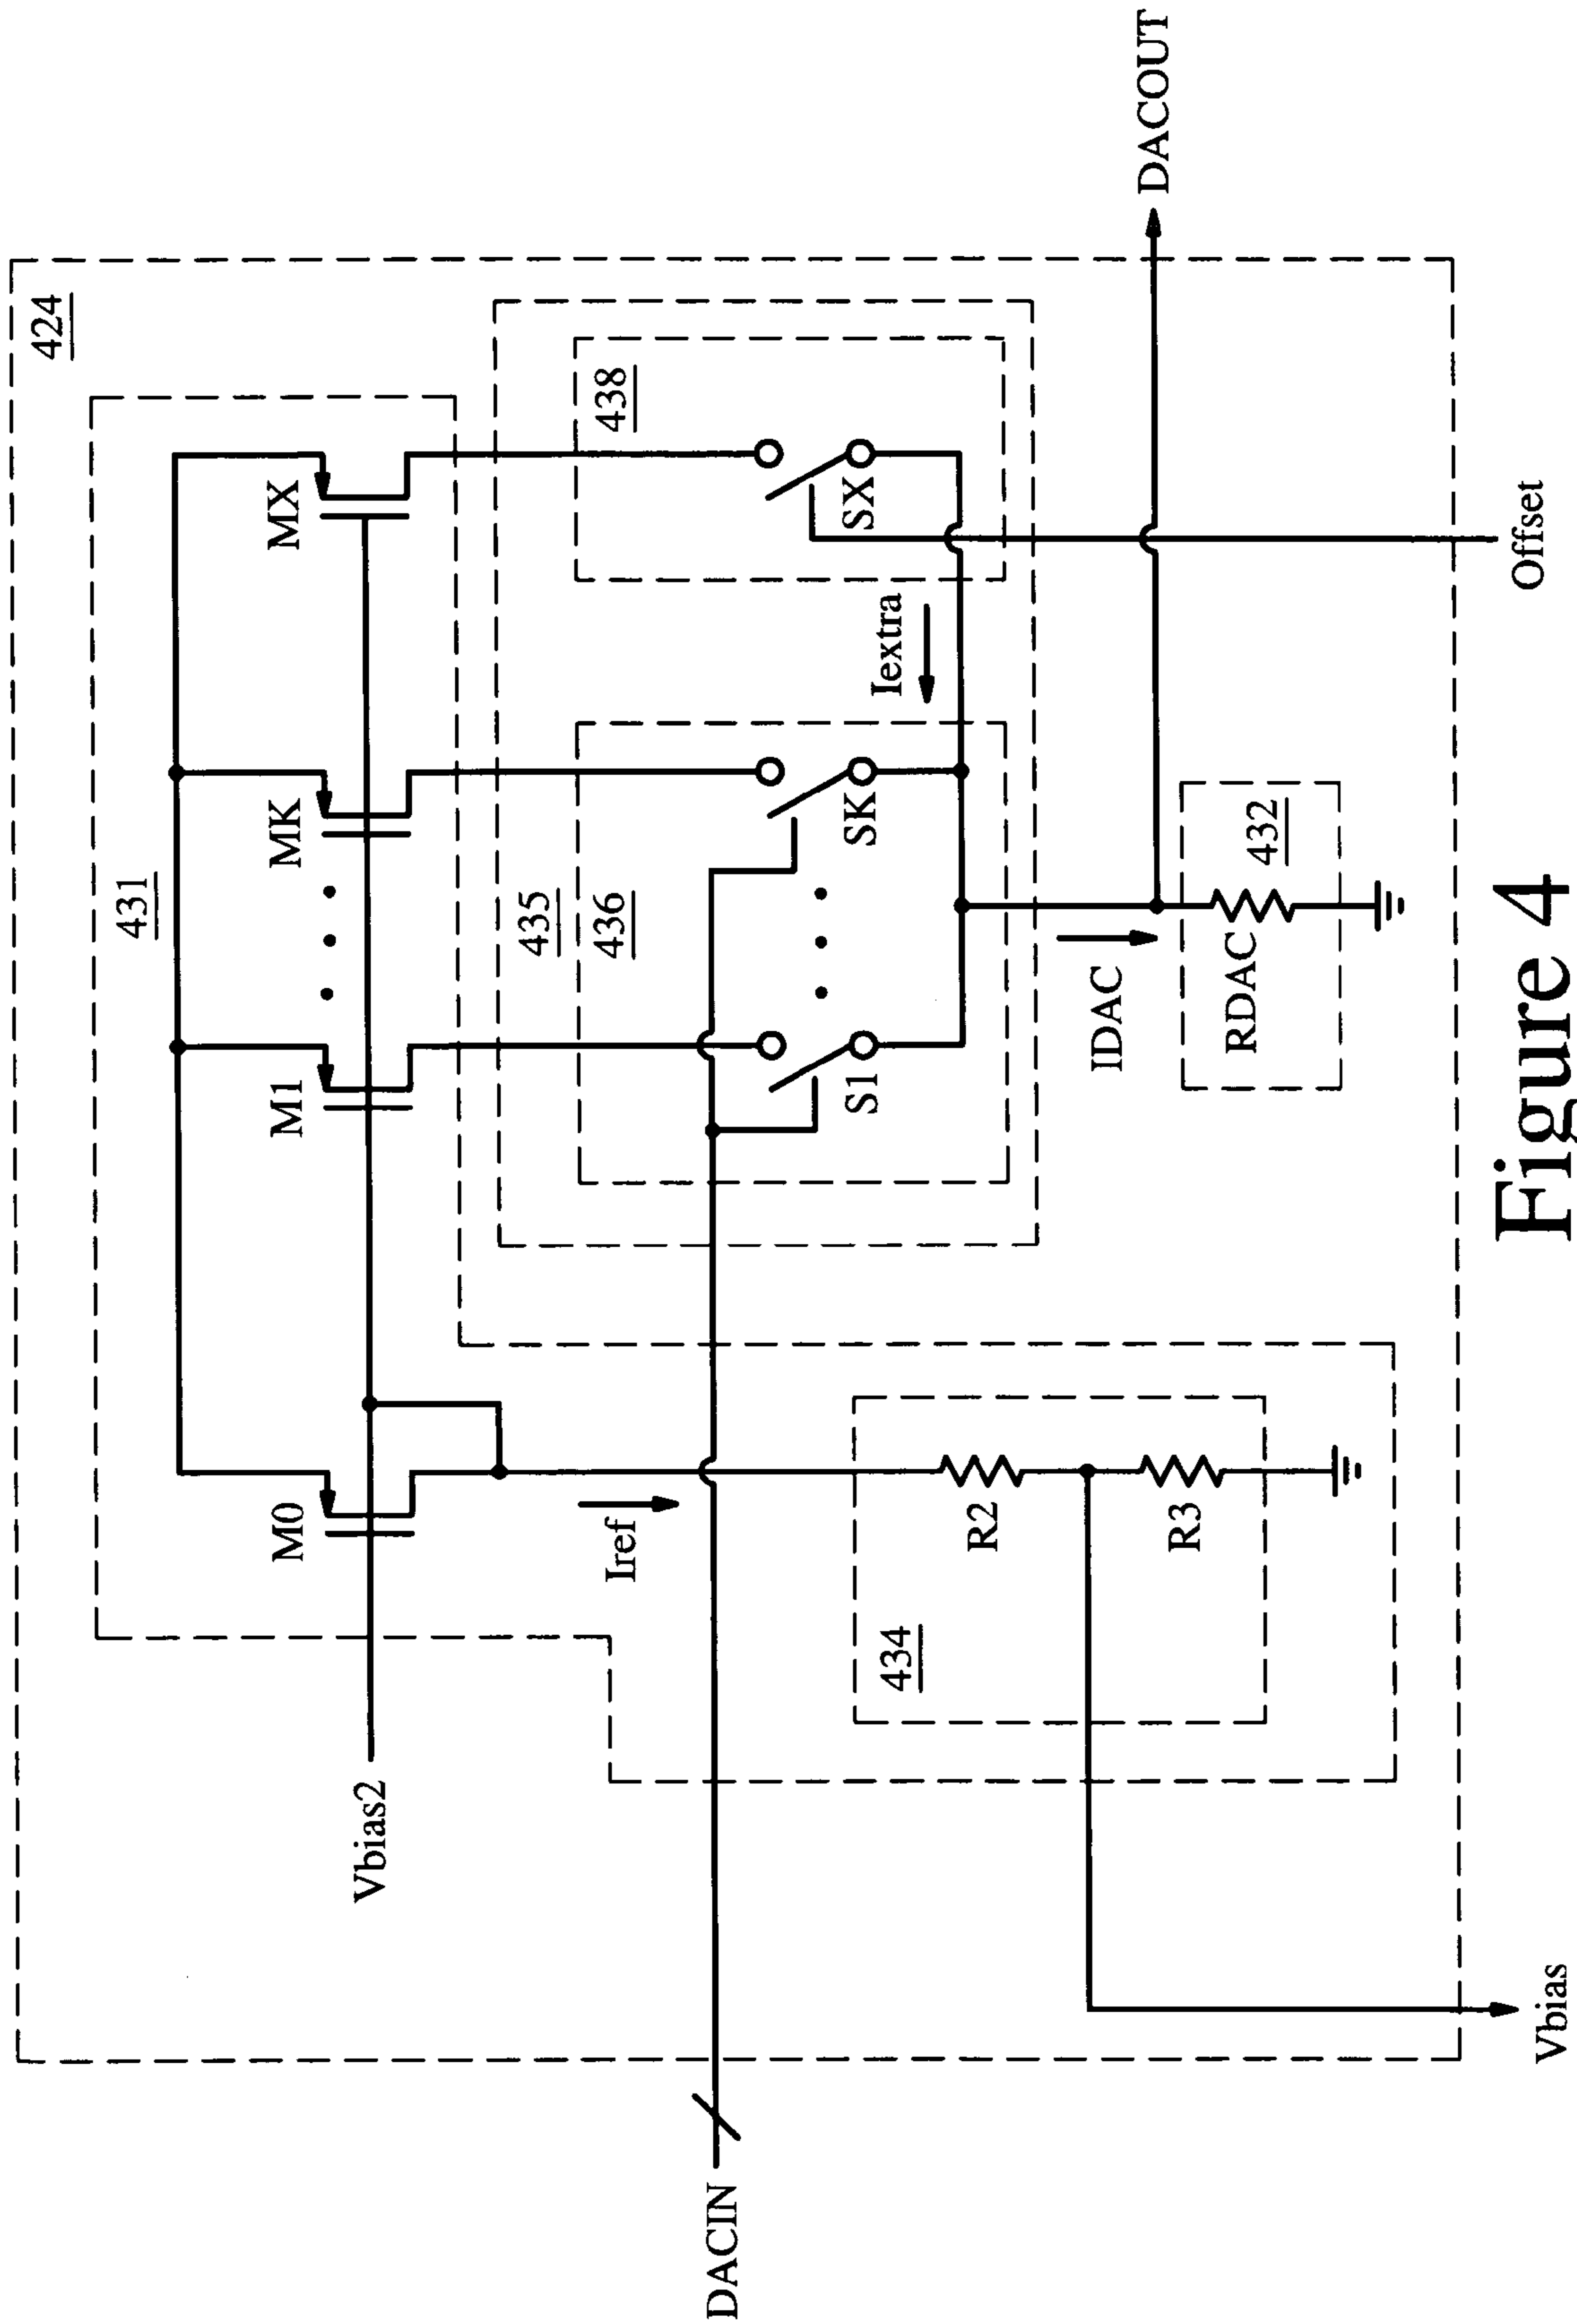 424
431
M0
M1
• • •
MK
MX
Vbias2
435
436
438
Iref
Iextra
DACIN
S1
• • •
SK
SX
434
R2
R3
IDAC
RDAC
432
DACOUT
Vbias
Offset
Figure 4